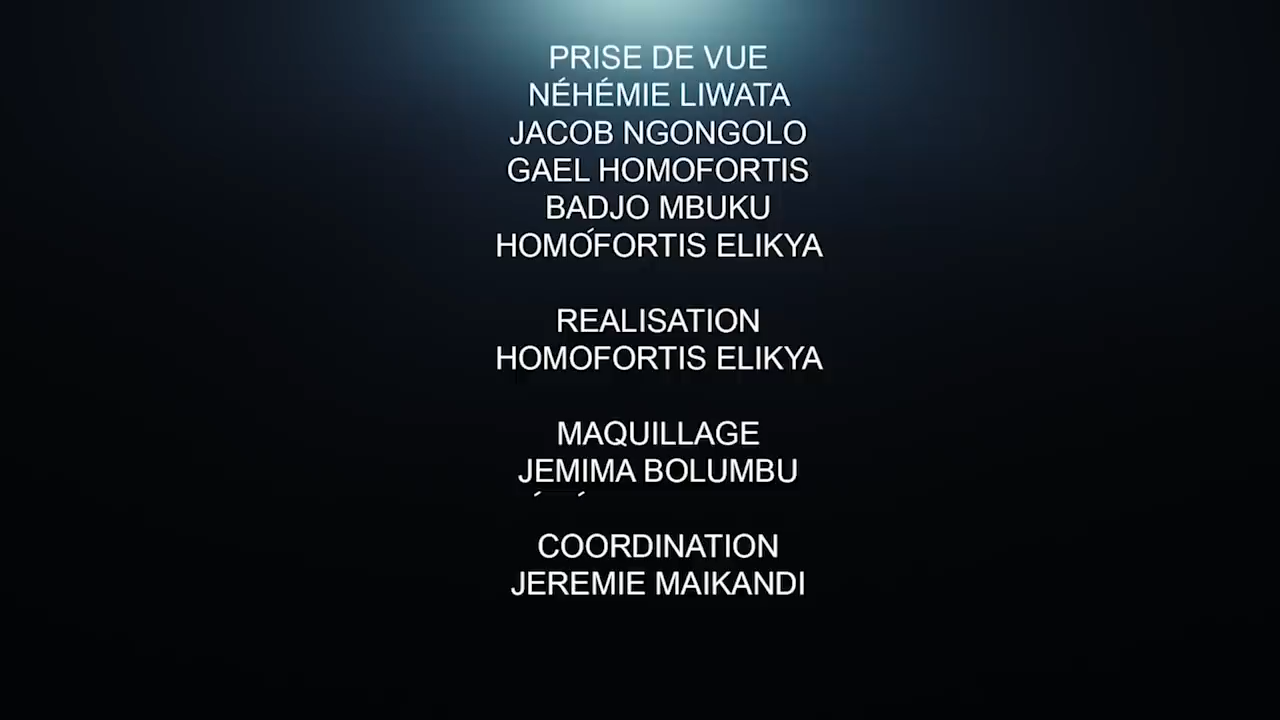 PRISE DE VUE
NÉHÉMIE LIWATA
JACOB NGONGOLO
GAEL HOMOFORTIS
BADJO MBUKU
HOMOFORTIS ELIKYA
REALISATION
HOMOFORTIS ELIKYA
MAQUILLAGE
JEMIMA BOLUMBU
COORDINATION
JEREMIE MAIKANDI